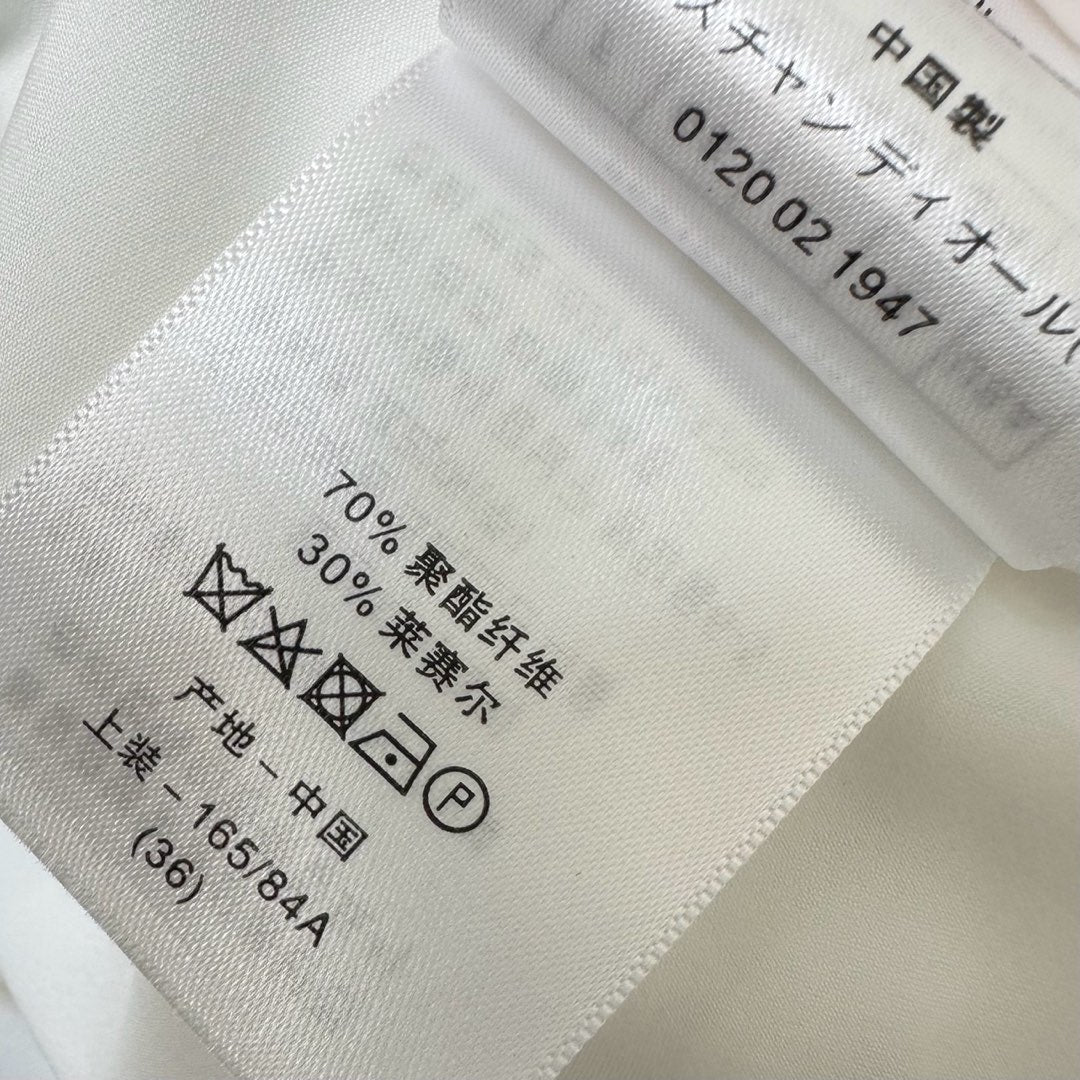 中国製
スチャン ディオール(
0120 02 1947
70% 聚酯纤维
30% 莱赛尔
P
产地 – 中国
上装 – 165/84A
(36)